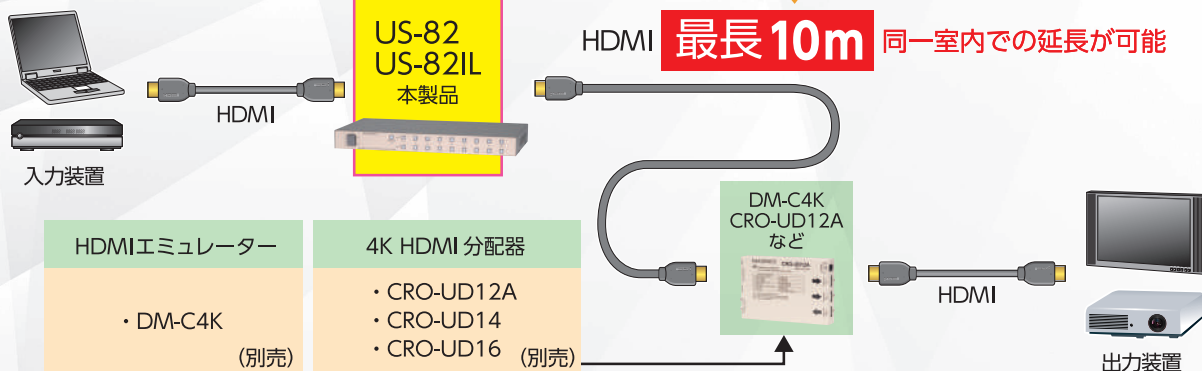 US-82
US-82IL
本製品
HDMI 最長10m 同一室内での延長が可能
HDMI
入力装置
DM-C4K
CRO-UD12A
など
HDMIエミュレーター
・DM-C4K
(別売)
4K HDMI 分配器
・CRO-UD12A
・CRO-UD14
・CRO-UD16 (別売)
CRO-UD12A
HDMI
出力装置